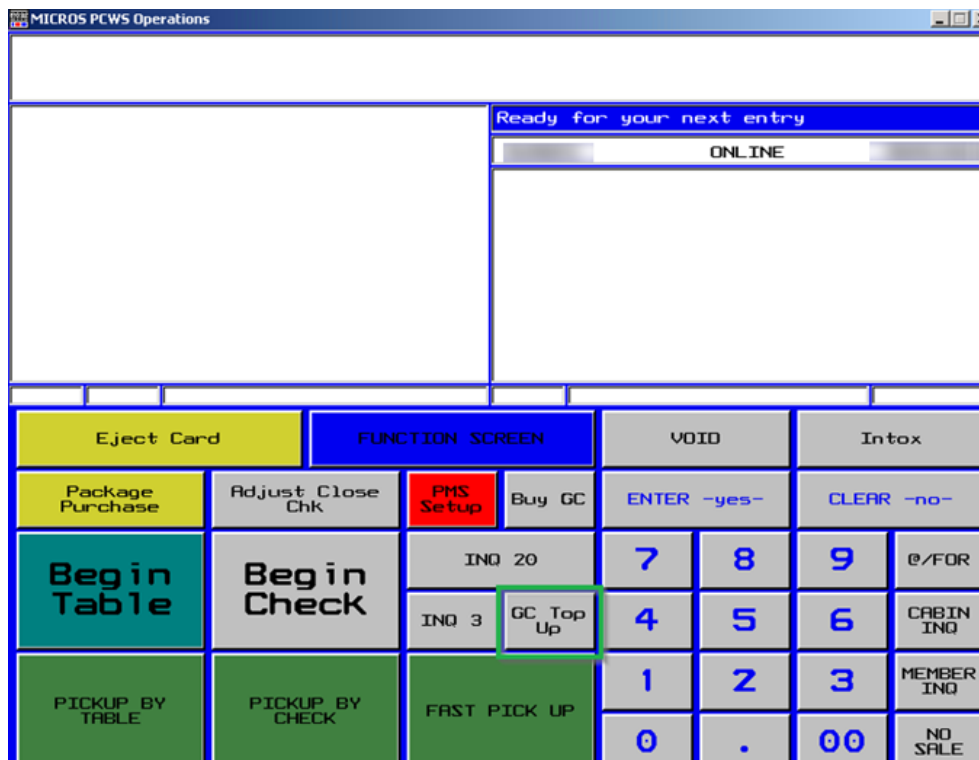 MICROS PCWS Operations
Ready for your next entry
ONLINE
Eject Card
FUNCTION SCREEN
VOID
Intox
Package
Purchase
Adjust Close
Chk
PMS
Setup
Buy GC
ENTER -yes-
CLEAR -no-
Begin
Table
Begin
Check
INQ 20
7
8
9
@/FOR
INQ 3
GC Top
Up
4
5
6
CABIN
INQ
PICKUP BY
TABLE
PICKUP BY
CHECK
FAST PICK UP
1
2
3
MEMBER
INQ
0
.
00
NO
SALE